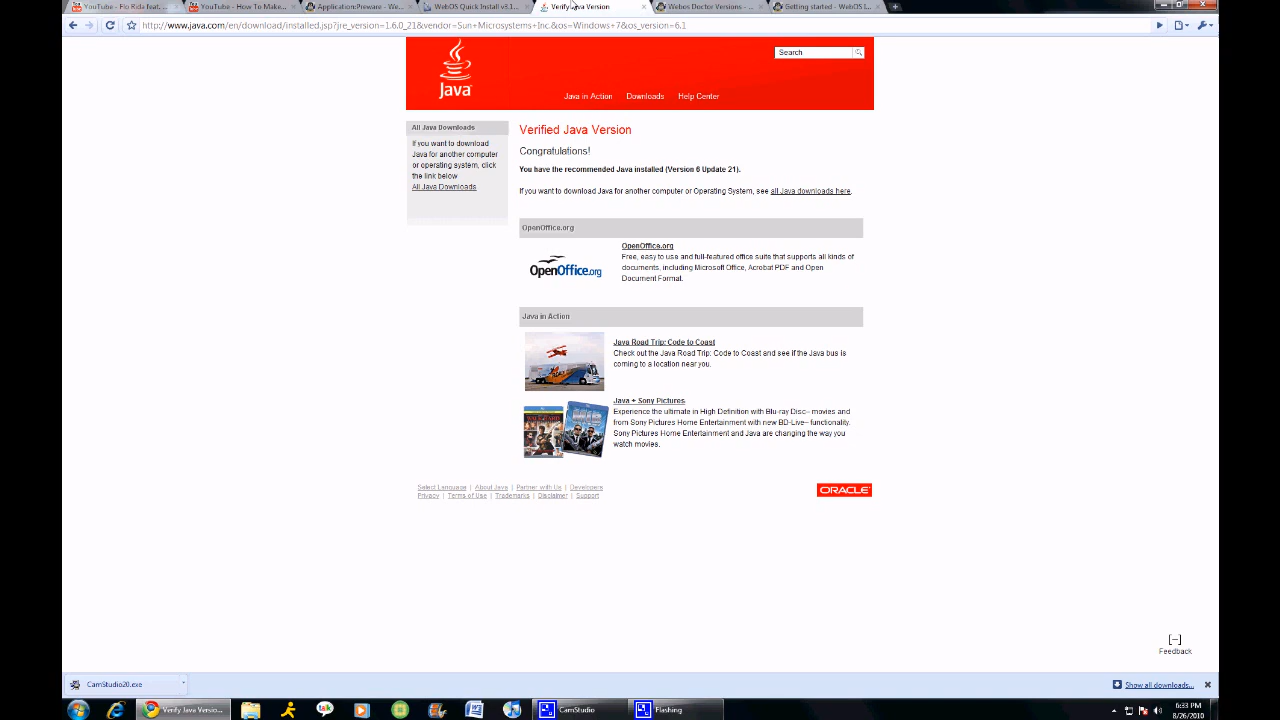 YouTube - Flo Rida feat. ...
YouTube - How To Make...
Application:Preware - We...
WebOS Quick Install v3.1...
Verify Java Version
Webos Doctor Versions - ...
Getting started - WebOS I...
http://www.java.com/en/download/installed.jsp?jre_version=1.6.0_21&vendor=Sun+Microsystems+Inc.&os=Windows+7&os_version=6.1
Java
Search
Java in Action
Downloads
Help Center
All Java Downloads
If you want to download
Java for another computer
or operating system, click
the link below
All Java Downloads
Verified Java Version
Congratulations!
You have the recommended Java installed (Version 6 Update 21).
If you want to download Java for another computer or Operating System, see all Java downloads here.
OpenOffice.org
OpenOffice.org
OpenOffice.org
Free, easy to use and full-featured office suite that supports all kinds of
documents, including Microsoft Office, Acrobat PDF and Open
Document Format.
Java in Action
Java Road Trip: Code to Coast
Check out the Java Road Trip: Code to Coast and see if the Java bus is
coming to a location near you.
Java + Sony Pictures
Experience the ultimate in High Definition with Blu-ray Disc– movies and
from Sony Pictures Home Entertainment with new BD-Live– functionality.
Sony Pictures Home Entertainment and Java are changing the way you
watch movies.
Select Language | About Java | Partner with Us | Developers
Privacy | Terms of Use | Trademarks | Disclaimer | Support
ORACLE
[–]
Feedback
CamStudio20.exe
Show all downloads...
Verify Java Versio...
CamStudio
Flashing
6:33 PM
8/26/2010